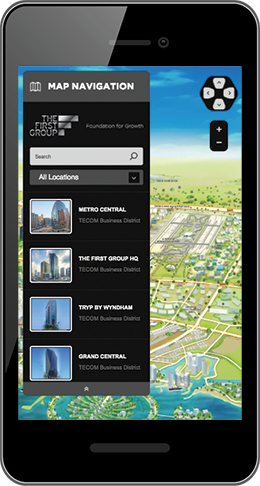 MAP NAVIGATION
THE
FIRST
GROUP
Foundation for Growth
Search
All Locations
METRO CENTRAL
TECOM Business District
THE FIRST GROUP HQ
TECOM Business District
TRYP BY WYNDHAM
TECOM Business District
GRAND CENTRAL
TECOM Business District